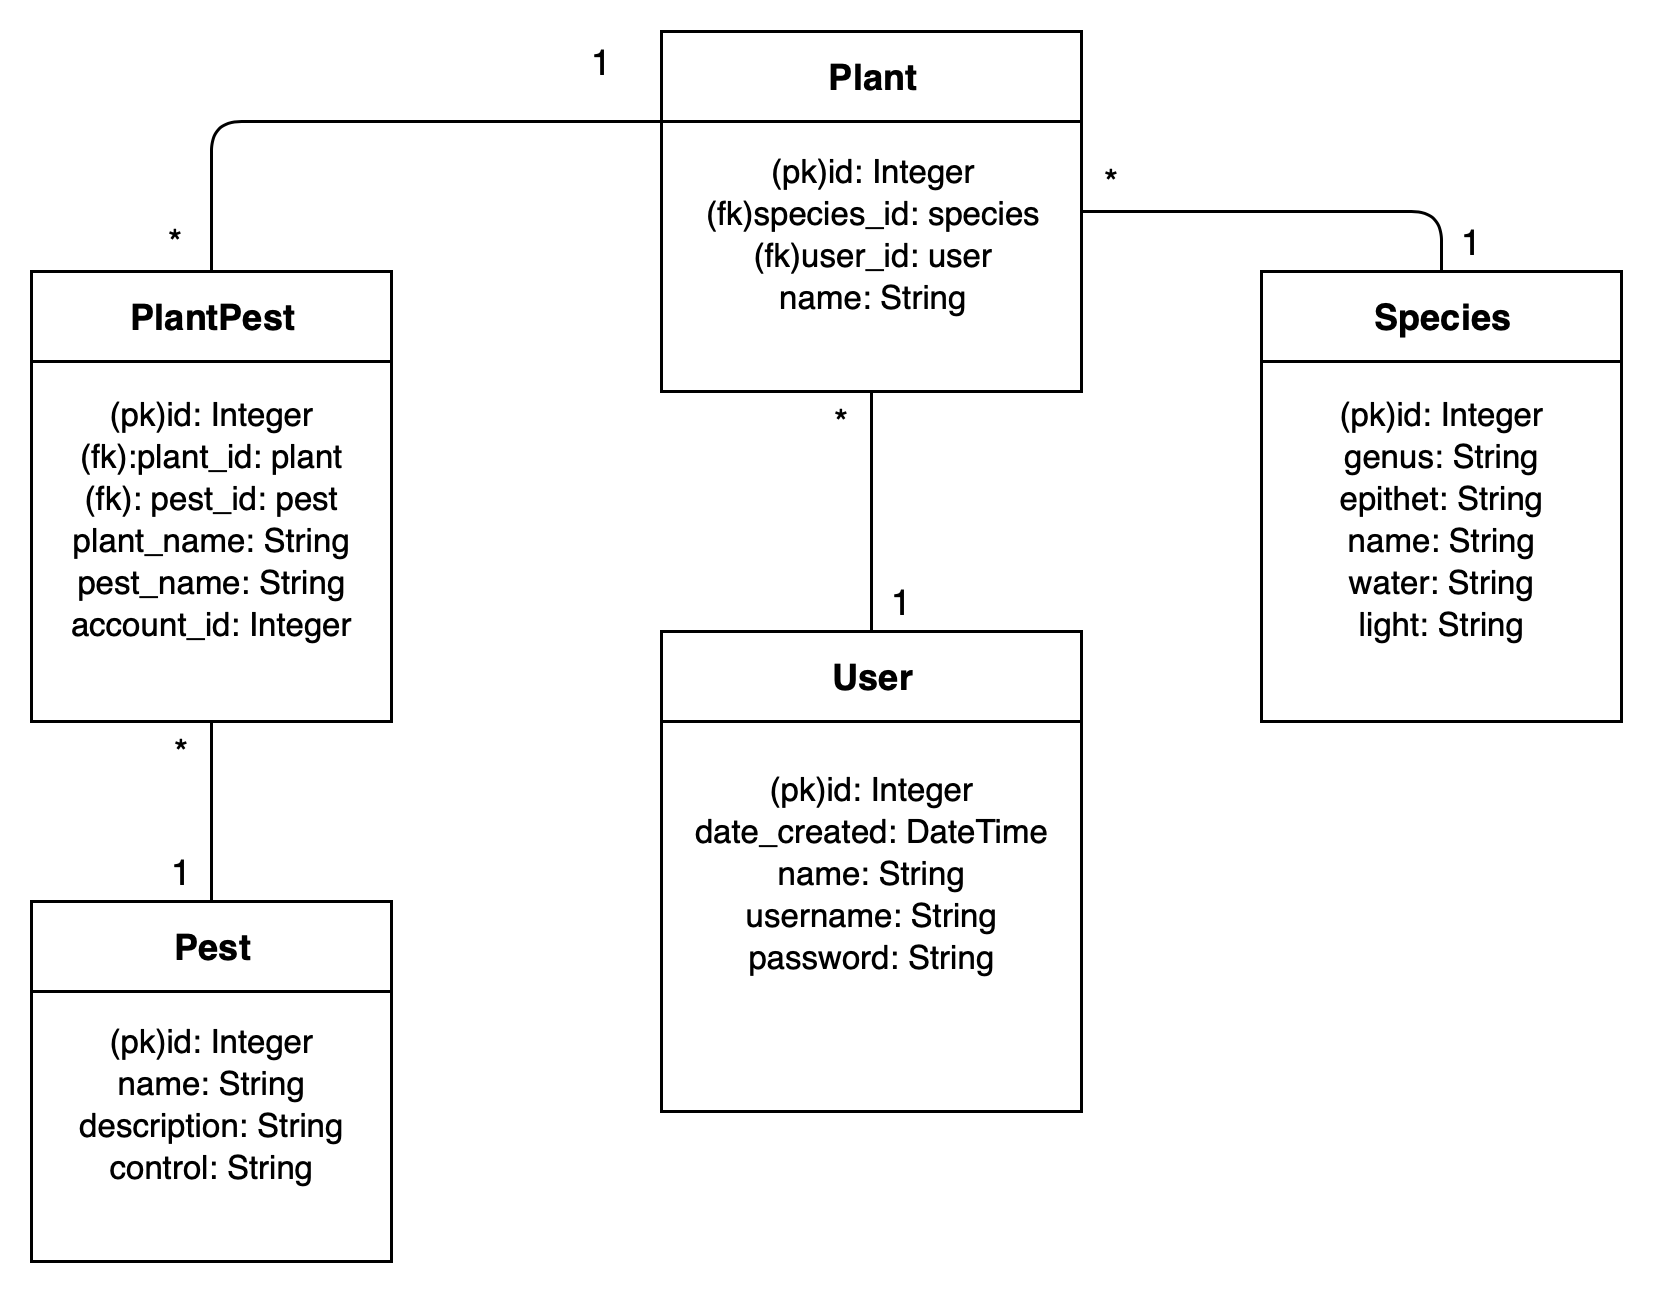 1
Plant
(pk)id: Integer
(fk)species_id: species
(fk)user_id: user
name: String
*
*
1
PlantPest
(pk)id: Integer
(fk):plant_id: plant
(fk): pest_id: pest
plant_name: String
pest_name: String
account_id: Integer
Species
(pk)id: Integer
genus: String
epithet: String
name: String
water: String
light: String
*
1
User
(pk)id: Integer
date_created: DateTime
name: String
username: String
password: String
*
1
Pest
(pk)id: Integer
name: String
description: String
control: String